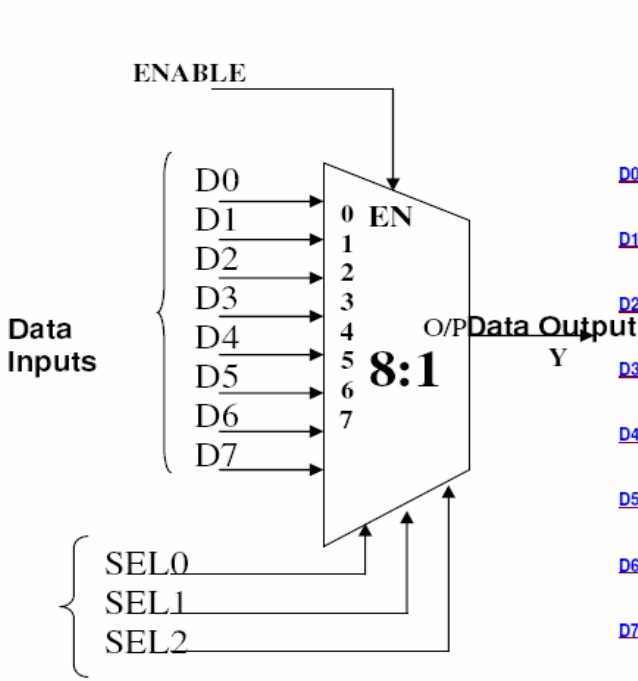 ENABLE
D0
D1
D2
D3
D4
D5
D6
D7
Data
Inputs
0 EN
1
2
3
4
5
6
7
8:1
O/P
Data Output
Y
SEL0
SEL1
SEL2
D0
D1
D2
D3
D4
D5
D6
D7